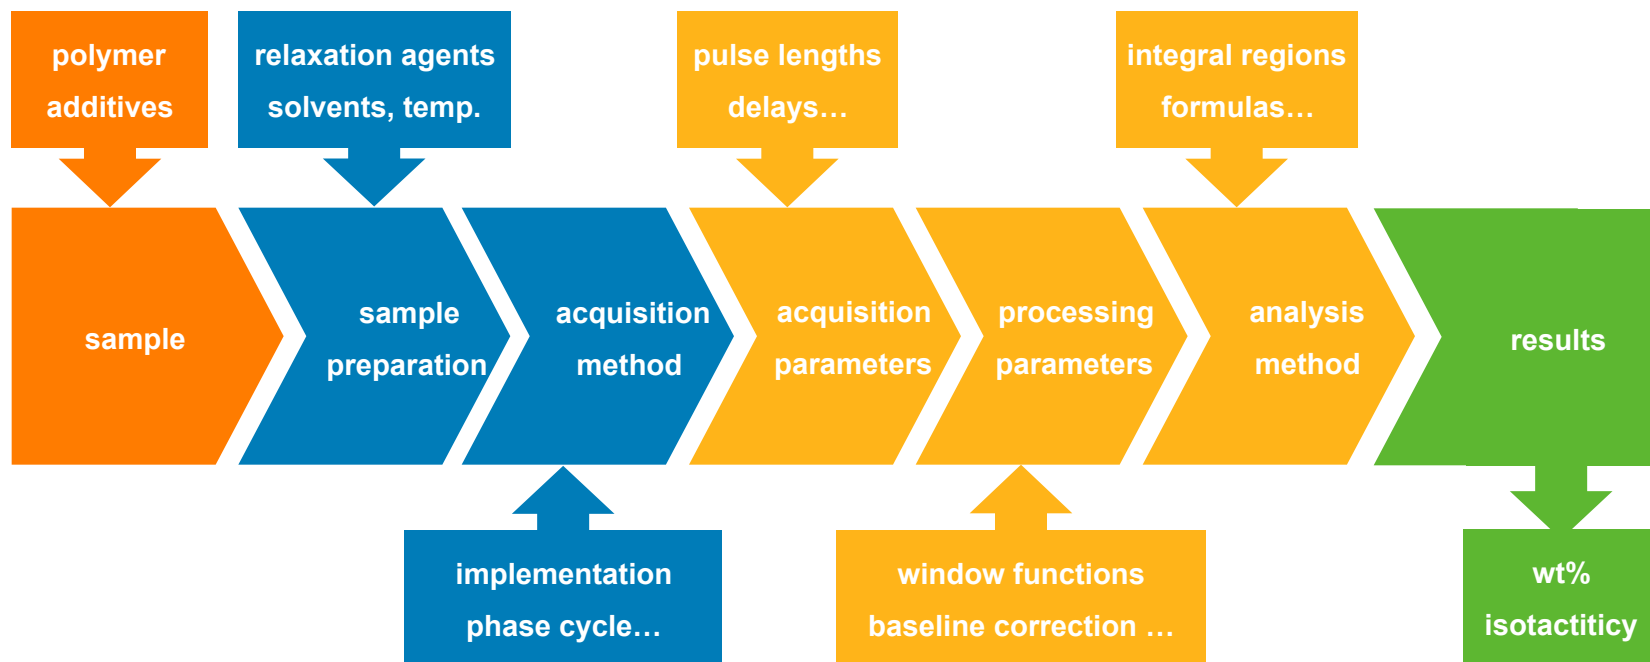 polymer
additives
relaxation agents
solvents, temp.
pulse lengths
delays…
integral regions
formulas…
sample
sample
preparation
acquisition
method
acquisition
parameters
processing
parameters
analysis
method
results
implementation
phase cycle…
window functions
baseline correction …
wt%
isotactiticy